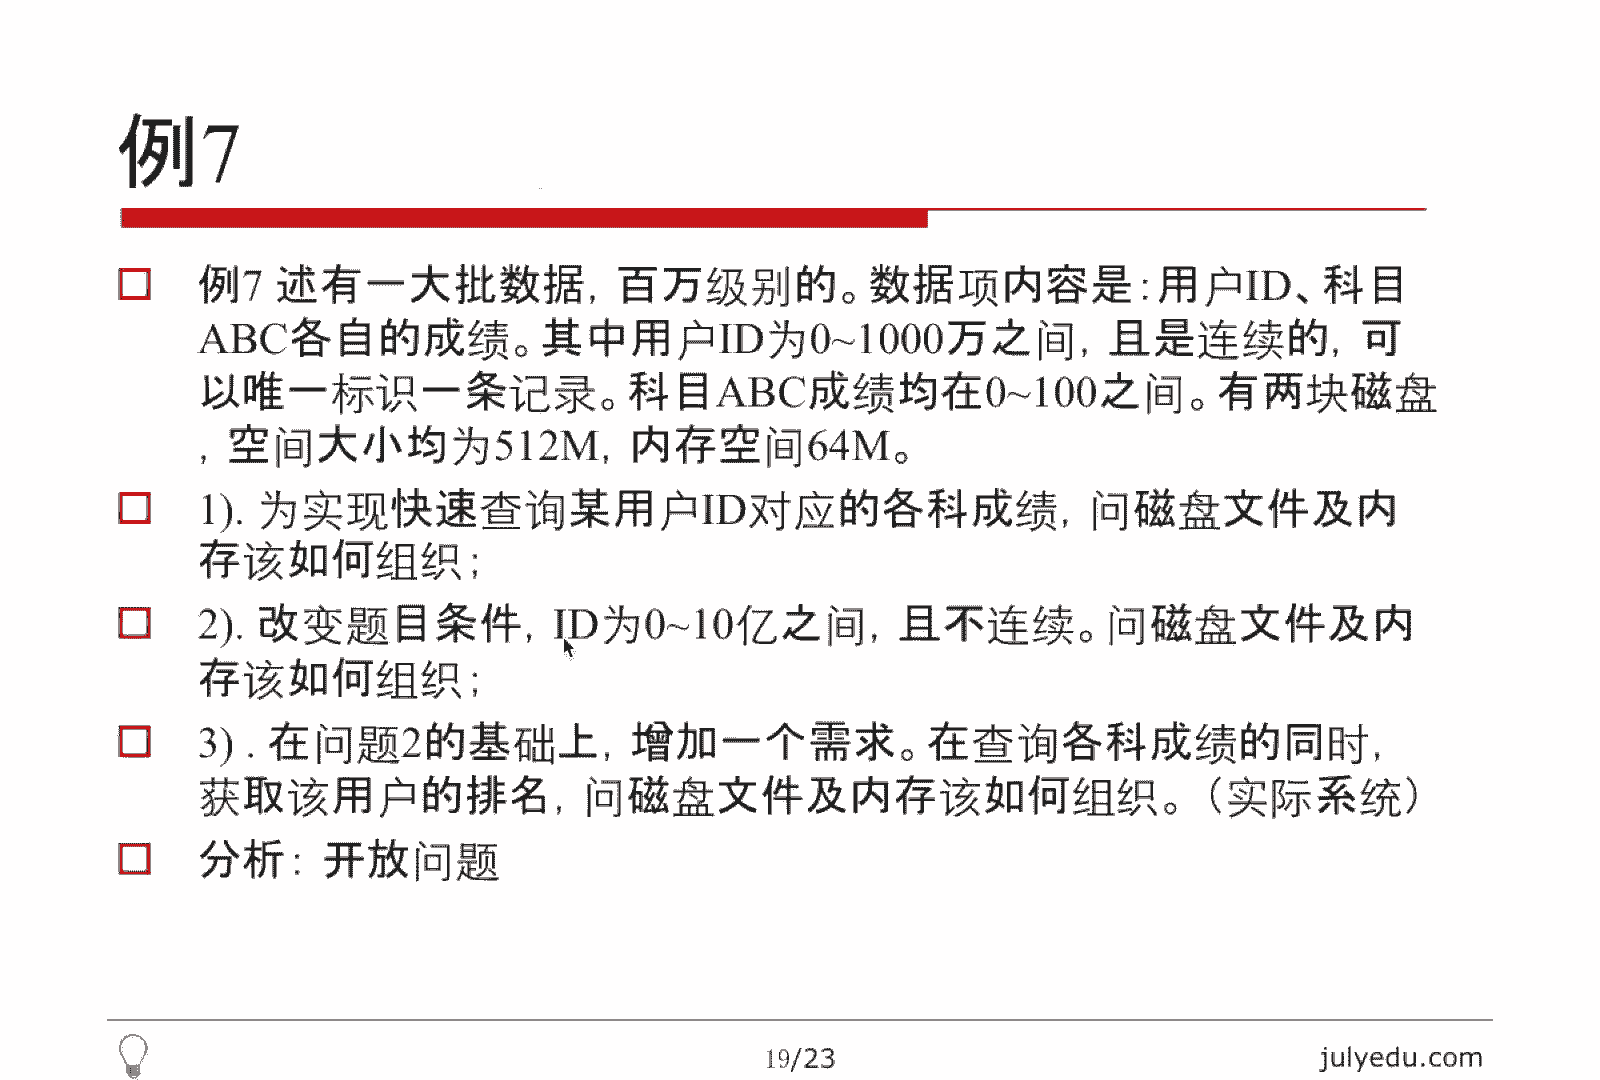 例7
例7 述有一大批数据，百万级别的。数据项内容是：用户ID、科目
ABC各自的成绩。其中用户ID为0~1000万之间，且是连续的，可
以唯一标识一条记录。科目ABC成绩均在0~100之间。有两块磁盘
，空间大小均为512M，内存空间64M。
1). 为实现快速查询某用户ID对应的各科成绩，问磁盘文件及内
存该如何组织；
2). 改变题目条件，ID为0~10亿之间，且不连续。问磁盘文件及内
存该如何组织；
3) . 在问题2的基础上，增加一个需求。在查询各科成绩的同时，
获取该用户的排名，问磁盘文件及内存该如何组织。（实际系统）
分析：开放问题
19/23
julyedu.com